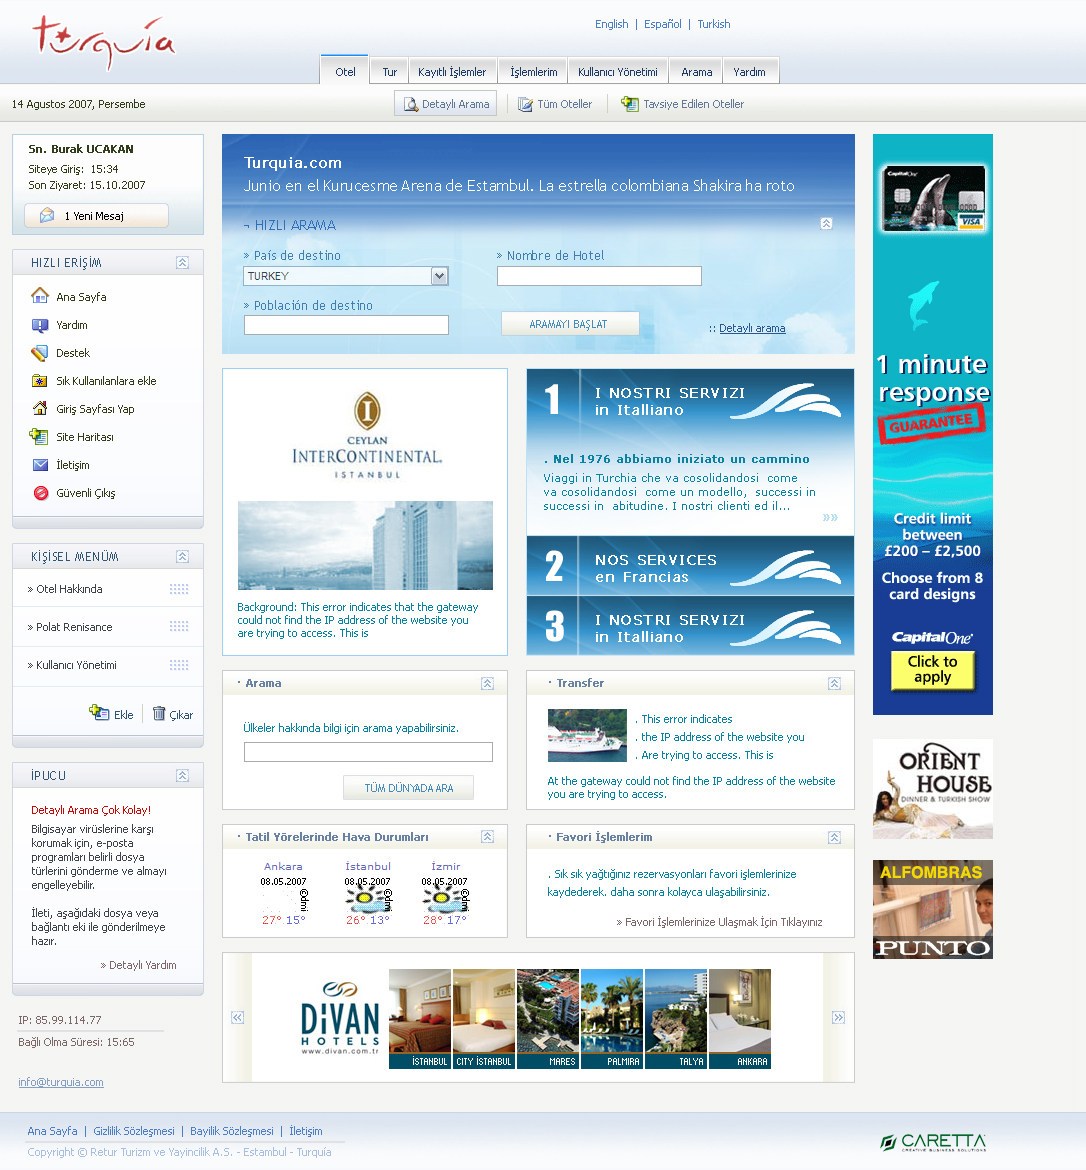 Turquía
English | Español | Turkish
Otel
Tur
Kayıtlı İşlemler
İşlemlerim
Kullanıcı Yönetimi
Arama
Yardım
14 Agustos 2007, Persembe
Detaylı Arama
Tüm Oteller
Tavsiye Edilen Oteller
Sn. Burak UCAKAN
Siteye Giriş: 15:34
Son Ziyaret: 15.10.2007
1 Yeni Mesaj
HIZLI ERİŞİM
Ana Sayfa
Yardım
Destek
Sık Kullanılanlara ekle
Giriş Sayfası Yap
Site Haritası
İletişim
Güvenli Çıkış
KİŞİSEL MENÜM
» Otel Hakkında
» Polat Renisance
» Kullanıcı Yönetimi
Ekle
Çıkar
İPUCU
Detaylı Arama Çok Kolay!
Bilgisayar virüslerine karşı
korumak için, e-posta
programları belirli dosya
türlerini gönderme ve almayı
engelleyebilir.
İleti, aşağıdaki dosya veya
bağlantı eki ile gönderilmeye
hazır.
» Detaylı Yardım
IP: 85.99.114.77
Bağlı Olma Süresi: 15:65
info@turquia.com
Turquia.com
Junio en el Kurucesme Arena de Estambul. La estrella colombiana Shakira ha roto
¬ HIZLI ARAMA
» País de destino
TURKEY
» Nombre de Hotel
» Población de destino
ARAMAYI BAŞLAT
:: Detaylı arama
CEYLAN
INTERCONTINENTAL.
ISTANBUL
Background: This error indicates that the gateway
could not find the IP address of the website you
are trying to access. This is
1
I NOSTRI SERVIZI
in Italliano
. Nel 1976 abbiamo iniziato un cammino
Viaggi in Turchia che va cosolidandosi come
va cosolidandosi come un modello, successi in
successi in abitudine. I nostri clienti ed il...
»»
2
NOS SERVICES
en Francias
3
I NOSTRI SERVIZI
in Italliano
· Arama
Ülkeler hakkında bilgi için arama yapabilirsiniz.
TÜM DÜNYADA ARA
· Transfer
. This error indicates
. the IP address of the website you
. Are trying to access. This is
At the gateway could not find the IP address of the website
you are trying to access.
· Tatil Yörelerinde Hava Durumları
Ankara
08.05.2007
©dmi
27° 15°
İstanbul
08.05.2007
©dmi
26° 13°
İzmir
08.05.2007
©dmi
28° 17°
· Favori İşlemlerim
. Sık sık yağtığınız rezervasyonları favori işlemlerinize
kaydederek. daha sonra kolayca ulaşabilirsiniz.
» Favori İşlemlerinize Ulaşmak İçin Tıklayınız
DİVAN
HOTELS
www.divan.com.tr
İSTANBUL
CITY İSTANBUL
MARES
PALMIRA
TALYA
ANKARA
Capital One
VISA
1 minute
response
GUARANTEE
Credit limit
between
£200 – £2,500
Choose from 8
card designs
Capital One
Click to
apply
ORIENT
HOUSE
DINNER & TURKISH SHOW
ALFOMBRAS
PUNTO
Ana Sayfa | Gizlilik Sözleşmesi | Bayilik Sözleşmesi | İletişim
Copyright © Retur Turizm ve Yayincilik A.S. - Estambul - Turquía
CARETTA
CREATIVE BUSINESS SOLUTIONS